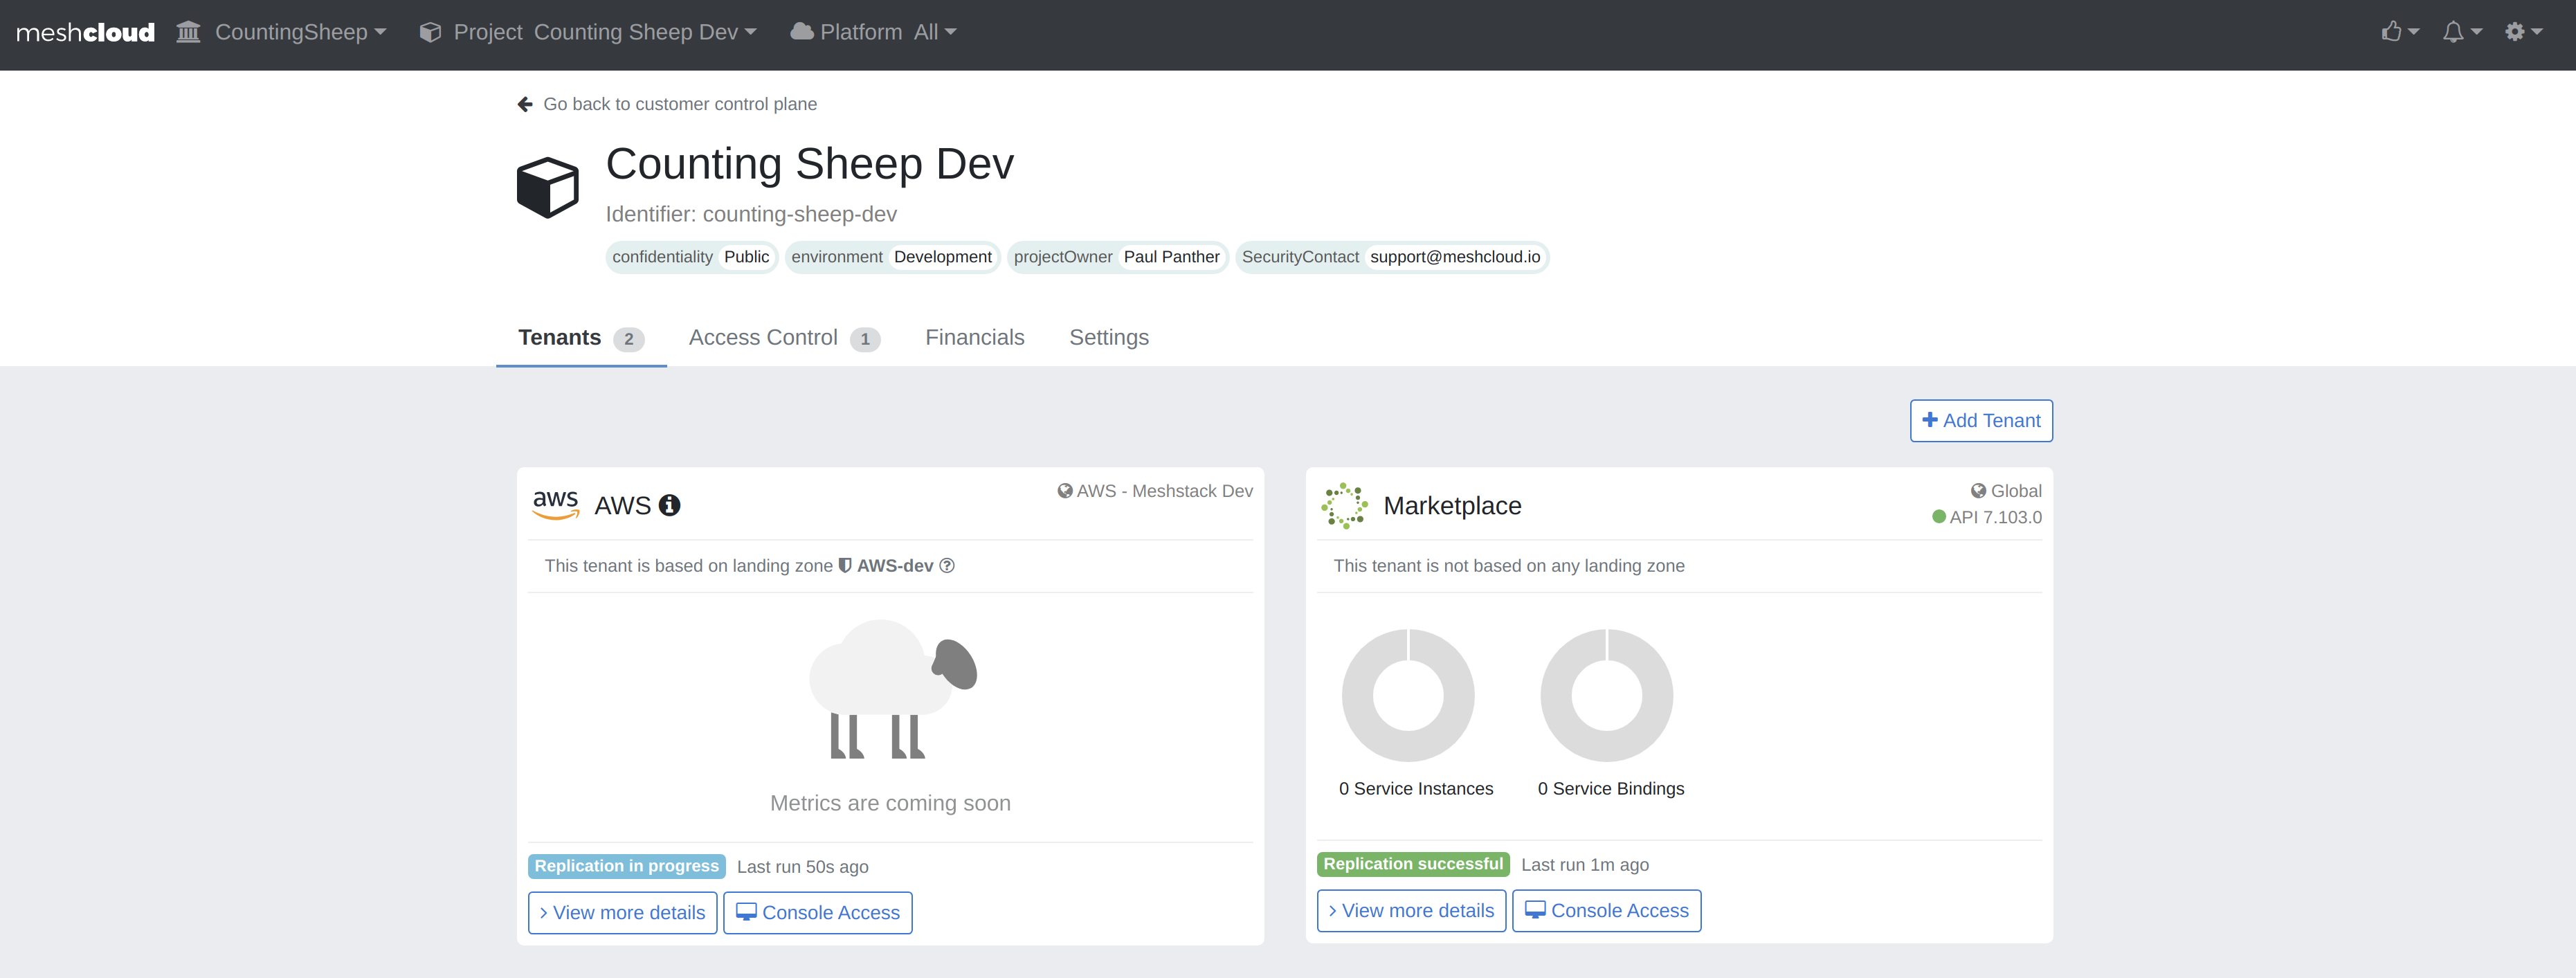 meshcloud CountingSheep Project Counting Sheep Dev Platform All
Go back to customer control plane
Counting Sheep Dev
Identifier: counting-sheep-dev
confidentiality Public environment Development projectOwner Paul Panther SecurityContact support@meshcloud.io
Tenants 2 Access Control 1 Financials Settings
Add Tenant
aws AWS AWS - Meshstack Dev
This tenant is based on landing zone AWS-dev
Metrics are coming soon
Replication in progress Last run 50s ago
View more details Console Access
Marketplace Global
API 7.103.0
This tenant is not based on any landing zone
0 Service Instances 0 Service Bindings
Replication successful Last run 1m ago
View more details Console Access